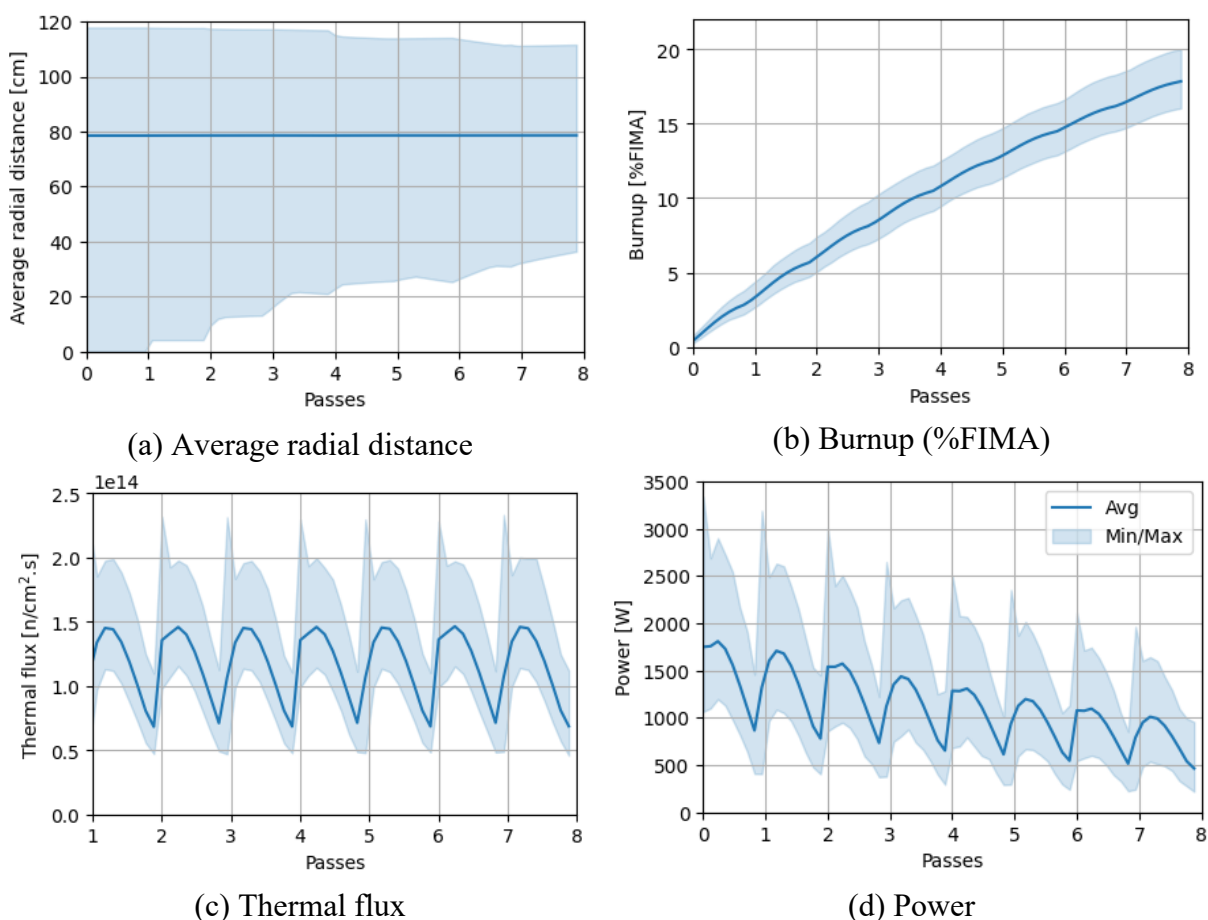 120
100
80
60
40
20
0
Average radial distance [cm]
0 1 2 3 4 5 6 7 8
Passes
(a) Average radial distance
20
15
10
5
0
Burnup [%FIMA]
0 1 2 3 4 5 6 7 8
Passes
(b) Burnup (%FIMA)
1e14
2.5
2.0
1.5
1.0
0.5
0.0
Thermal flux [n/cm².s]
1 2 3 4 5 6 7 8
Passes
(c) Thermal flux
3500
3000
2500
2000
1500
1000
500
0
Power [W]
Avg
Min/Max
0 1 2 3 4 5 6 7 8
Passes
(d) Power